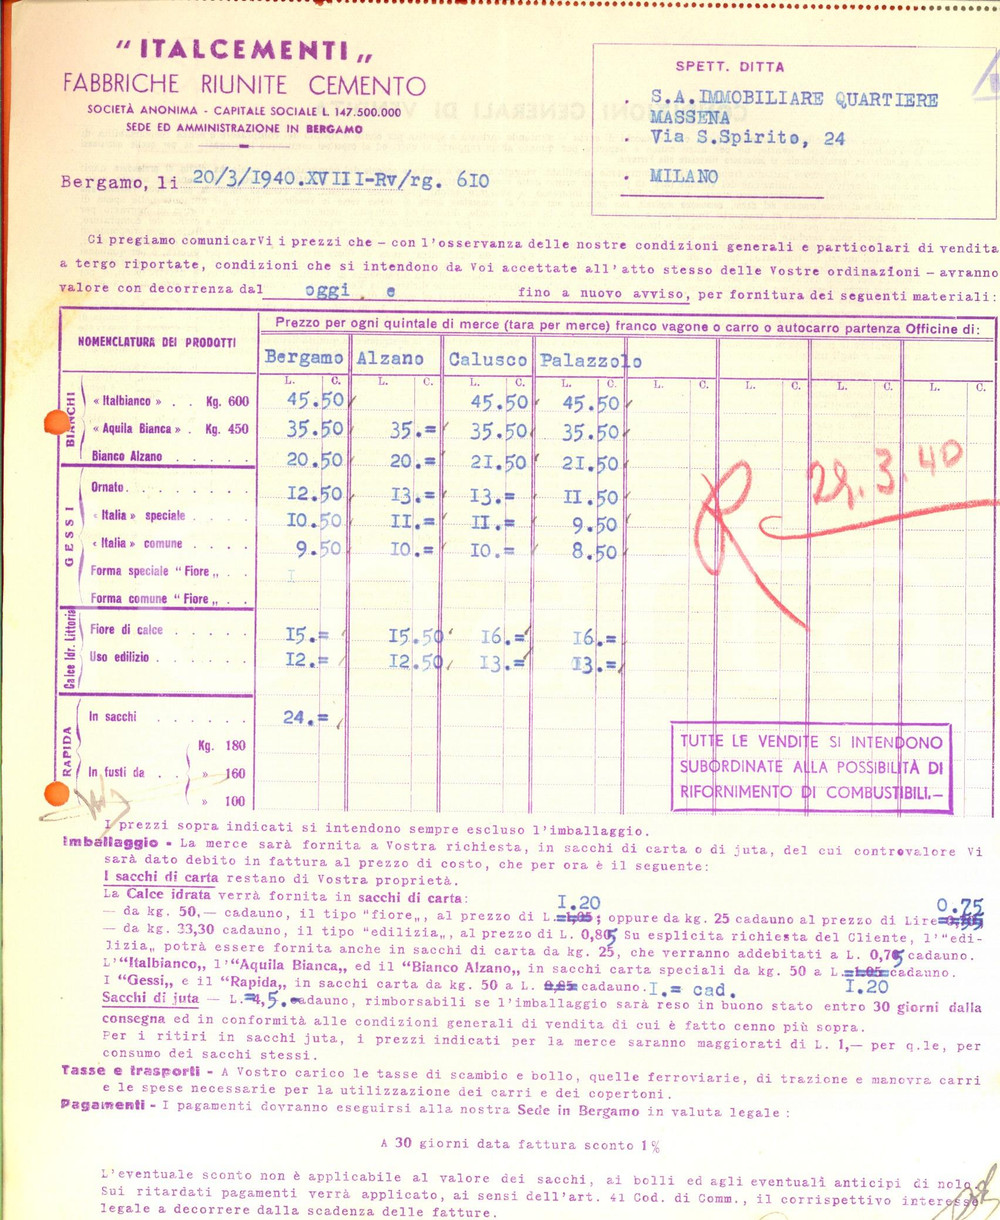 "ITALCEMENTI„
FABBRICHE RIUNITE CEMENTO
SOCIETÀ ANONIMA - CAPITALE SOCIALE L. 147.500.000
SEDE ED AMMINISTRAZIONE IN BERGAMO
Bergamo, li 20/3/1940.XVIII-Rv/rg. 610
SPETT. DITTA
S.A.IMMOBILIARE QUARTIERE
MASSENA
Via S.Spirito, 24
MILANO
Ci pregiamo comunicarVi i prezzi che – con l'osservanza delle nostre condizioni generali e particolari di vendita
a tergo riportate, condizioni che si intendono da Voi accettate all'atto stesso delle Vostre ordinazioni – avranno
valore con decorrenza dal oggi e fino a nuovo avviso, per fornitura dei seguenti materiali:
NOMENCLATURA DEI PRODOTTI
Prezzo per ogni quintale di merce (tara per merce) franco vagone o carro o autocarro partenza Officine di:
Bergamo Alzano Calusco Palazzolo
L. C. L. C. L. C. L. C. L. C. L. C. L. C. L. C.
BIANCHI
« Italbianco » . . Kg. 600 45.50 45.50 45.50
« Aquila Bianca » . Kg. 450 35.50 35.= 35.50 35.50
Bianco Alzano . . . . . 20.50 20.= 21.50 21.50
GESSI
Ornato. . . . . . . . 12.50 13.= 13.= 11.50
« Italia » speciale . . . . 10.50 11.= 11.= 9.50
« Italia » comune . . . . 9.50 10.= 10.= 8.50
Forma speciale " Fiore „ . .
Forma comune " Fiore „ . .
Calce Idr. Littoria
Fiore di calce . . . . . 15.= 15.50 16.= 16.=
Uso edilizio . . . . . . 12.= 12.50 13.= 13.=
RAPIDA
In sacchi . . . . . . 24.=
Kg. 180
In fusti da . . » 160
» 100
29.3.40
TUTTE LE VENDITE SI INTENDONO
SUBORDINATE ALLA POSSIBILITÀ DI
RIFORNIMENTO DI COMBUSTIBILI.–
I prezzi sopra indicati si intendono sempre escluso l'imballaggio.
Imballaggio - La merce sarà fornita a Vostra richiesta, in sacchi di carta o di juta, del cui controvalore Vi
sarà dato debito in fattura al prezzo di costo, che per ora è il seguente:
I sacchi di carta restano di Vostra proprietà.
La Calce idrata verrà fornita in sacchi di carta: 1.20 0.75
– da kg. 50,– cadauno, il tipo "fiore„, al prezzo di L. =1,05 ; oppure da kg. 25 cadauno al prezzo di Lire
– da kg. 33,30 cadauno, il tipo "edilizia„, al prezzo di L. 0,805 Su esplicita richiesta del Cliente, l'"edi-
lizia„ potrà essere fornita anche in sacchi di carta da kg. 25, che verranno addebitati a L. 0,75 cadauno.
L'"Italbianco„ l'"Aquila Bianca„ ed il "Bianco Alzano„ in sacchi carta speciali da kg. 50 a L. =1.05= cadauno.
I "Gessi„ e il "Rapida„ in sacchi carta da kg. 50 a L. 0,85 cadauno. 1.= cad. 1.20
Sacchi di juta – L. =4,5.= cadauno, rimborsabili se l'imballaggio sarà reso in buono stato entro 30 giorni dalla
consegna ed in conformità alle condizioni generali di vendita di cui è fatto cenno più sopra.
Per i ritiri in sacchi juta, i prezzi indicati per la merce saranno maggiorati di L. 1,– per q.le, per
consumo dei sacchi stessi.
Tasse e trasporti - A Vostro carico le tasse di scambio e bollo, quelle ferroviarie, di trazione e manovra carri
e le spese necessarie per la utilizzazione dei carri e dei copertoni.
Pagamenti - I pagamenti dovranno eseguirsi alla nostra Sede in Bergamo in valuta legale :
A 30 giorni data fattura sconto 1 %
L'eventuale sconto non è applicabile al valore dei sacchi, ai bolli ed agli eventuali anticipi di nolo.
Sui ritardati pagamenti verrà applicato, ai sensi dell'art. 41 Cod. di Comm., il corrispettivo interesse
legale a decorrere dalla scadenza delle fatture.